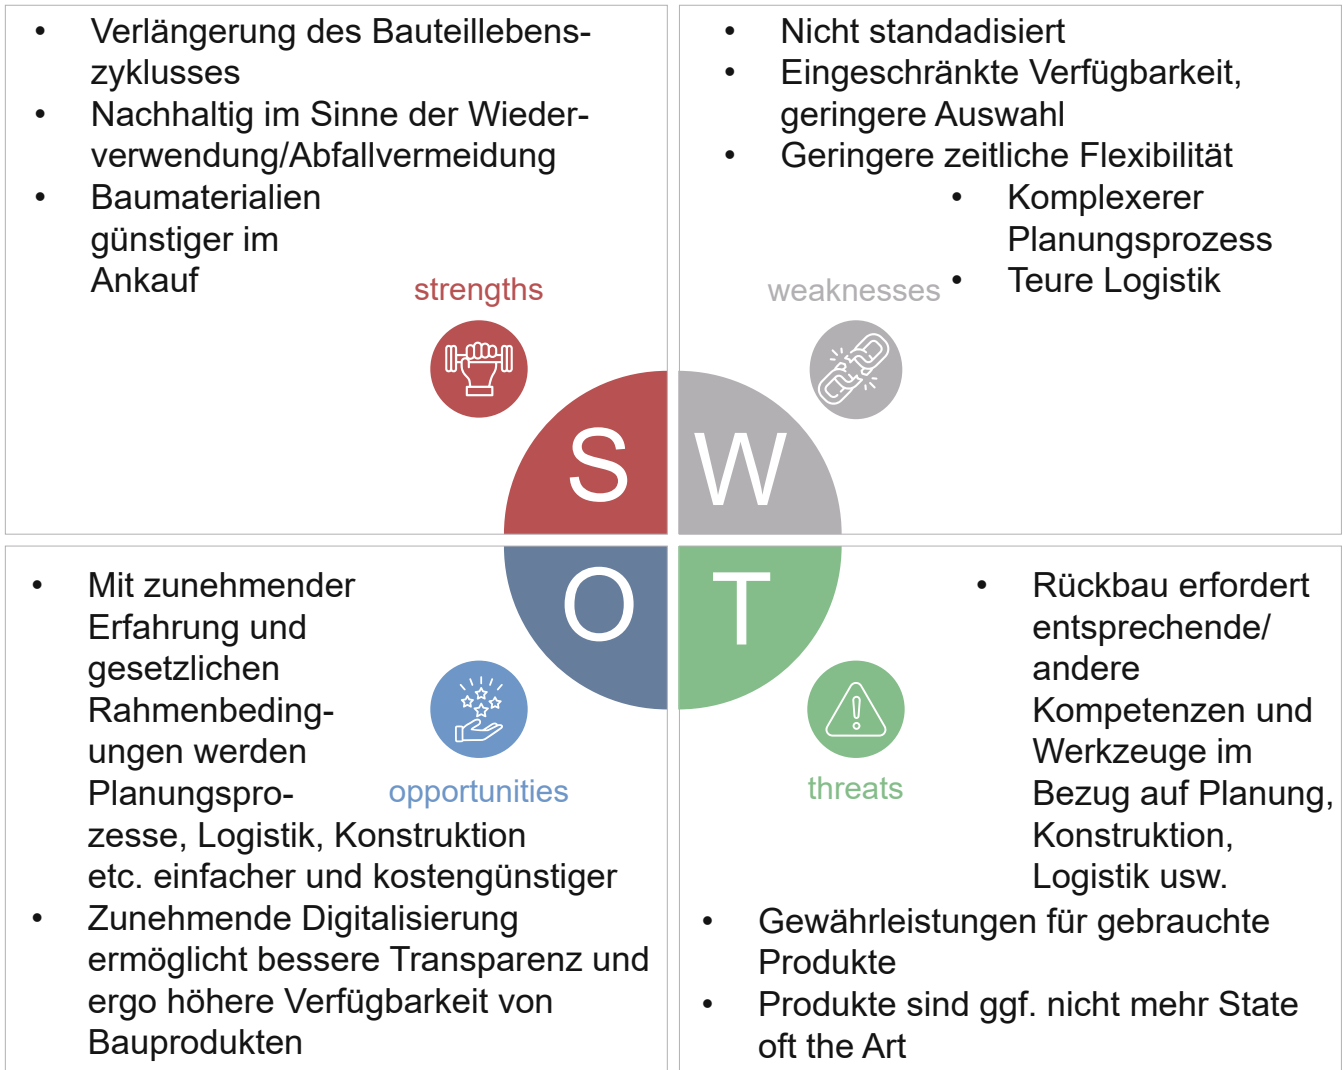 • Verlängerung des Bauteillebens-
zyklusses
• Nachhaltig im Sinne der Wieder-
verwendung/Abfallvermeidung
• Baumaterialien
günstiger im
Ankauf
strengths
S
• Nicht standadisiert
• Eingeschränkte Verfügbarkeit,
geringere Auswahl
• Geringere zeitliche Flexibilität
• Komplexerer
Planungsprozess
• Teure Logistik
weaknesses
W
• Mit zunehmender
Erfahrung und
gesetzlichen
Rahmenbeding-
ungen werden
Planungspro-
zesse, Logistik, Konstruktion
etc. einfacher und kostengünstiger
• Zunehmende Digitalisierung
ermöglicht bessere Transparenz und
ergo höhere Verfügbarkeit von
Bauprodukten
O
opportunities
T
threats
• Rückbau erfordert
entsprechende/
andere
Kompetenzen und
Werkzeuge im
Bezug auf Planung,
Konstruktion,
Logistik usw.
• Gewährleistungen für gebrauchte
Produkte
• Produkte sind ggf. nicht mehr State
oft the Art